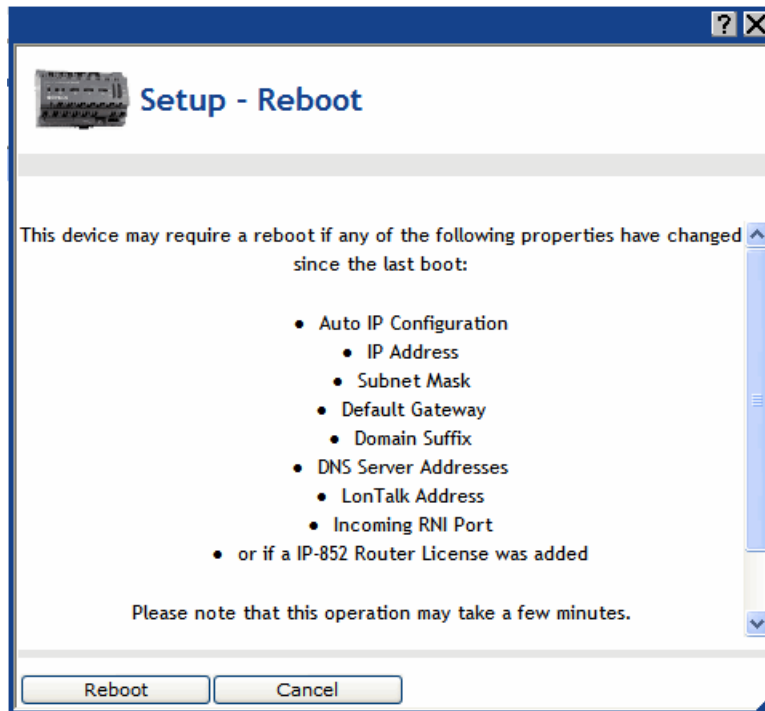 Setup - Reboot
This device may require a reboot if any of the following properties have changed
since the last boot:
● Auto IP Configuration
● IP Address
● Subnet Mask
● Default Gateway
● Domain Suffix
● DNS Server Addresses
● LonTalk Address
● Incoming RNI Port
● or if a IP-852 Router License was added
Please note that this operation may take a few minutes.
Reboot Cancel